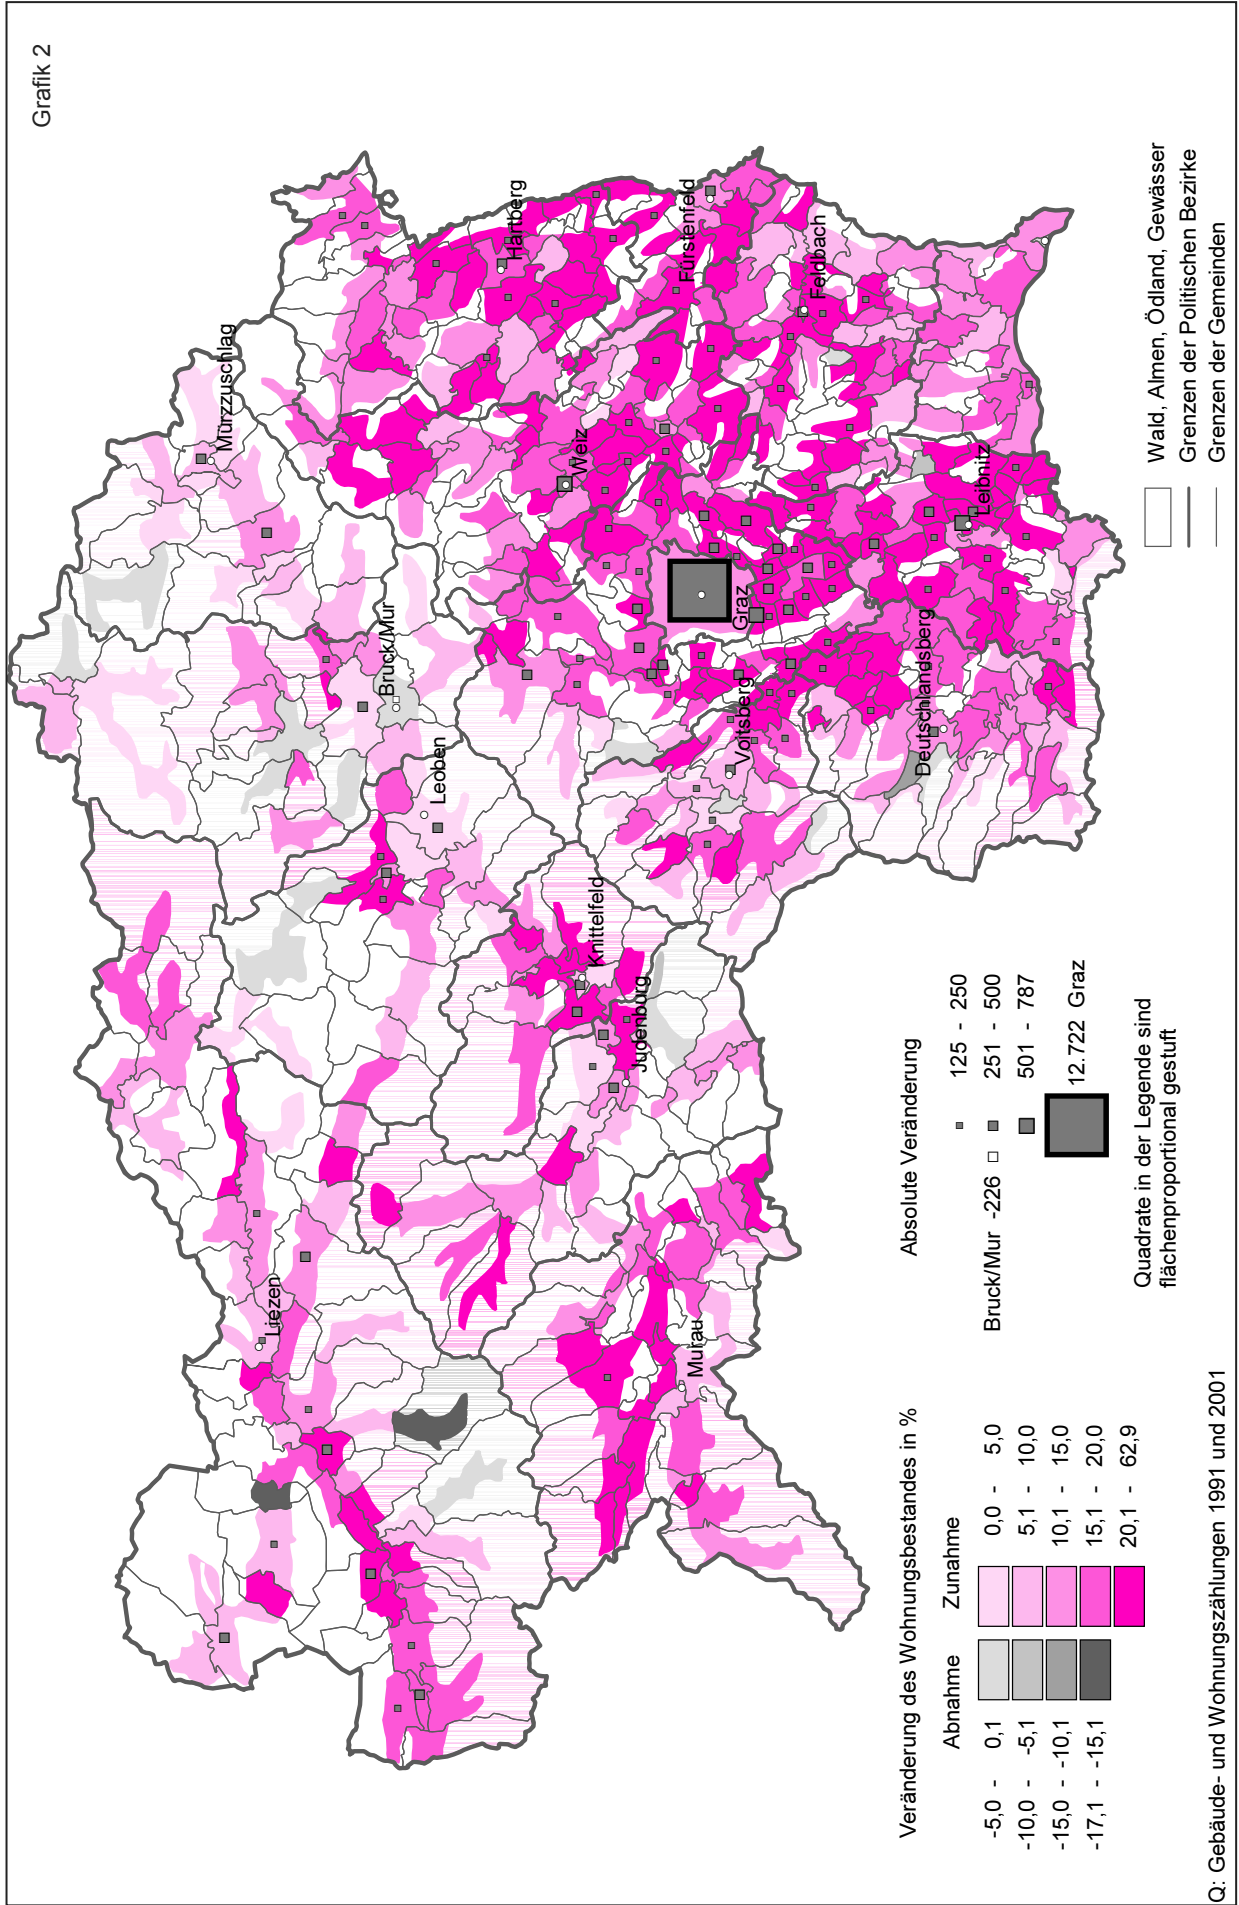 Grafik 2
Mürzzuschlag
Hartberg
Bruck/Mur
Weiz
Fürstenfeld
Leoben
Liezen
Graz
Feldbach
Knittelfeld
Voitsberg
Judenburg
Murau
Deutschlandsberg
Leibnitz
Veränderung des Wohnungsbestandes in %
Abnahme
Zunahme
-5,0 - 0,1
0,0 - 5,0
-10,0 - -5,1
5,1 - 10,0
-15,0 - -10,1
10,1 - 15,0
-17,1 - -15,1
15,1 - 20,0
20,1 - 62,9
Absolute Veränderung
125 - 250
Bruck/Mur -226
251 - 500
501 - 787
12.722 Graz
Quadrate in der Legende sind
flächenproportional gestuft
Wald, Almen, Ödland, Gewässer
Grenzen der Politischen Bezirke
Grenzen der Gemeinden
Q: Gebäude- und Wohnungszählungen 1991 und 2001